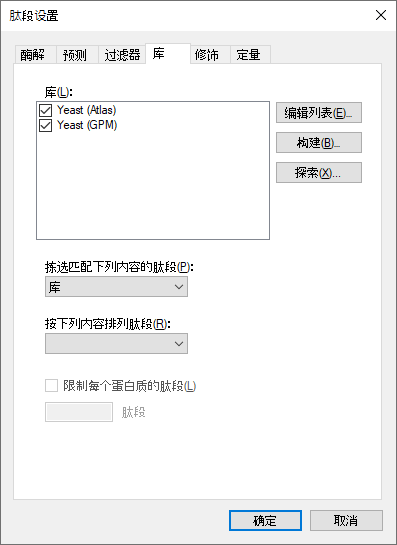 肽段设置
酶解 预测 过滤器 库 修饰 定量
库(L):
Yeast (Atlas)
Yeast (GPM)
编辑列表(E)...
构建(B)...
探索(X)...
拣选匹配下列内容的肽段(P):
库
按下列内容排列肽段(R):
限制每个蛋白质的肽段(L)
肽段
确定 取消